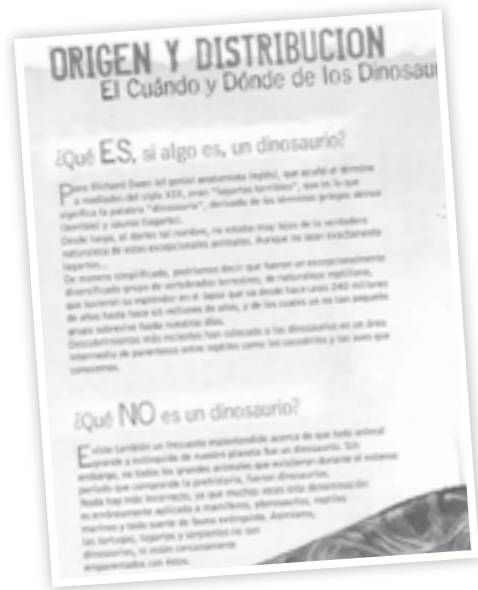 ORIGEN Y DISTRIBUCION
El Cuándo y Dónde de los Dinosau
¿Qué ES, si algo es, un dinosaurio?
Para Richard Owen (el genial anatomista inglés), que acuñó el término
a mediados del siglo XIX, eran "lagartos terribles", que es lo que
significa la palabra "dinosaurio", derivado de los términos griegos deinos
(terrible) y sauros (lagarto).
Desde luego, al darles tal nombre, no estaba muy lejos de la verdadera
naturaleza de estos excepcionales animales. Aunque no sean exactamente
lagartos...
De manera simplificada, podríamos decir que fueron un excepcionalmente
diversificado grupo de vertebrados terrestres, de naturaleza reptiliana,
que tuvieron su esplendor en el lapso que va desde hace unos 240 millones
de años hasta hace 65 millones de años, y de los cuales un no tan pequeño
grupo sobrevive hasta nuestros días.
Descubrimientos más recientes han colocado a los dinosaurios en un área
intermedia de parentesco entre reptiles como los cocodrilos y las aves que
conocemos.
¿Qué NO es un dinosaurio?
Existe también un frecuente malentendido acerca de que todo animal
grande y extinguido de nuestro planeta fue un dinosaurio. Sin
embargo, no todos los grandes animales que existieron durante el extenso
período que comprende la prehistoria, fueron dinosaurios.
Nada hay más incorrecto, ya que muchas veces esta denominación
es erróneamente aplicada a mamíferos, pterosaurios, reptiles
marinos y toda suerte de fauna extinguida. Asimismo,
las tortugas, lagartos y serpientes no son
dinosaurios, ni están cercanamente
emparentados con éstos.